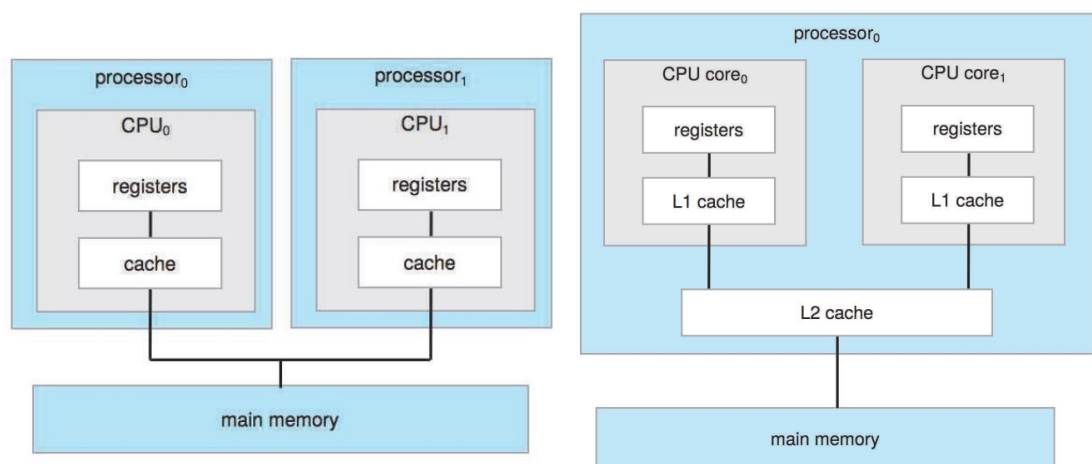 processor₀
CPU₀
registers
cache
processor₁
CPU₁
registers
cache
main memory
processor₀
CPU core₀
registers
L1 cache
CPU core₁
registers
L1 cache
L2 cache
main memory